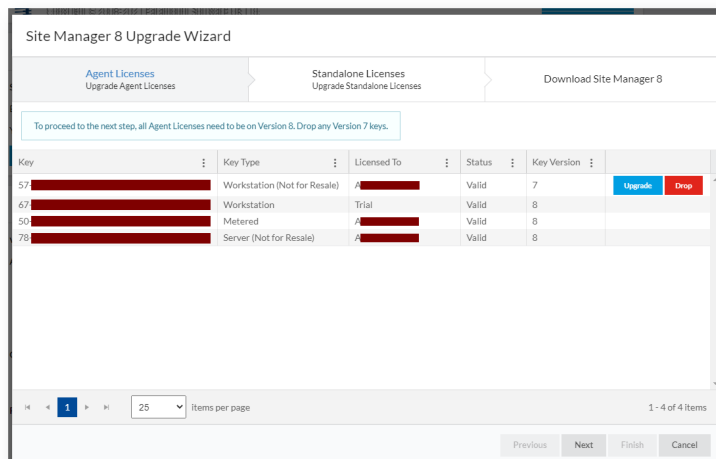 Site Manager 8 Upgrade Wizard
Agent Licenses
Upgrade Agent Licenses
Standalone Licenses
Upgrade Standalone Licenses
Download Site Manager 8
To proceed to the next step, all Agent Licenses need to be on Version 8. Drop any Version 7 keys.
Key Key Type Licensed To Status Key Version
57- Workstation (Not for Resale) A Valid 7 Upgrade Drop
67- Workstation Trial Valid 8
50- Metered A Valid 8
78- Server (Not for Resale) A Valid 8
1 25 items per page 1 - 4 of 4 items
Previous Next Finish Cancel